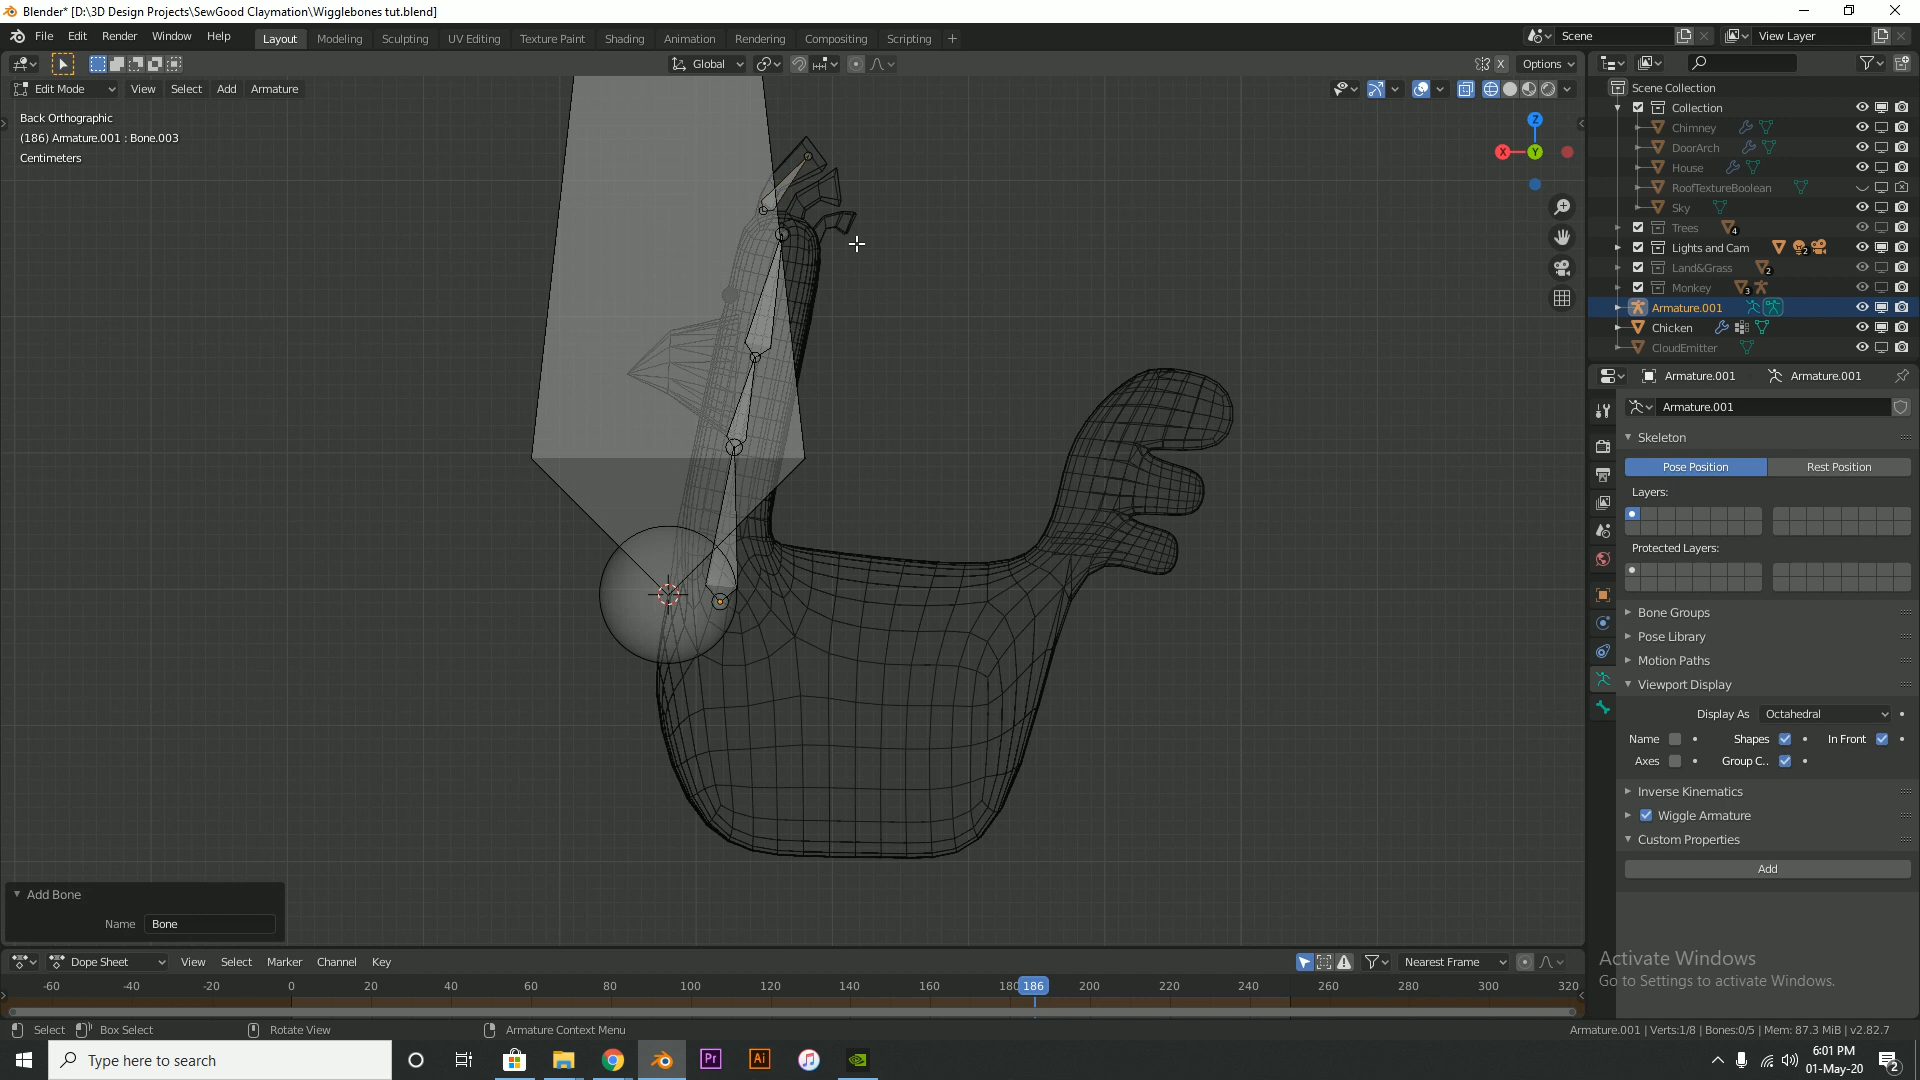 Blender* [D:\3D Design Projects\SewGood Claymation\Wigglebones tut.blend]
File Edit Render Window Help Layout Modeling Sculpting UV Editing Texture Paint Shading Animation Rendering Compositing Scripting + Scene View Layer
Global X Options
Edit Mode View Select Add Armature
Back Orthographic
(186) Armature.001 : Bone.003
Centimeters
Z
X Y
Scene Collection
Collection
Chimney
DoorArch
House
RoofTextureBoolean
Sky
Trees 4
Lights and Cam 2
Land&Grass 2
Monkey 3
Armature.001
Chicken
CloudEmitter
Armature.001 Armature.001
Armature.001
Skeleton
Pose Position Rest Position
Layers:
Protected Layers:
Bone Groups
Pose Library
Motion Paths
Viewport Display
Display As Octahedral
Name Shapes In Front
Axes Group C..
Inverse Kinematics
Wiggle Armature
Custom Properties
Add
Add Bone
Name Bone
Activate Windows
Go to Settings to activate Windows.
Dope Sheet View Select Marker Channel Key Nearest Frame
-60 -40 -20 0 20 40 60 80 100 120 140 160 180 186 200 220 240 260 280 300 320
Select Box Select Rotate View Armature Context Menu Armature.001 | Verts:1/8 | Bones:0/5 | Mem: 87.3 MiB | v2.82.7
Type here to search Pr Ai 6:01 PM
01-May-20 2